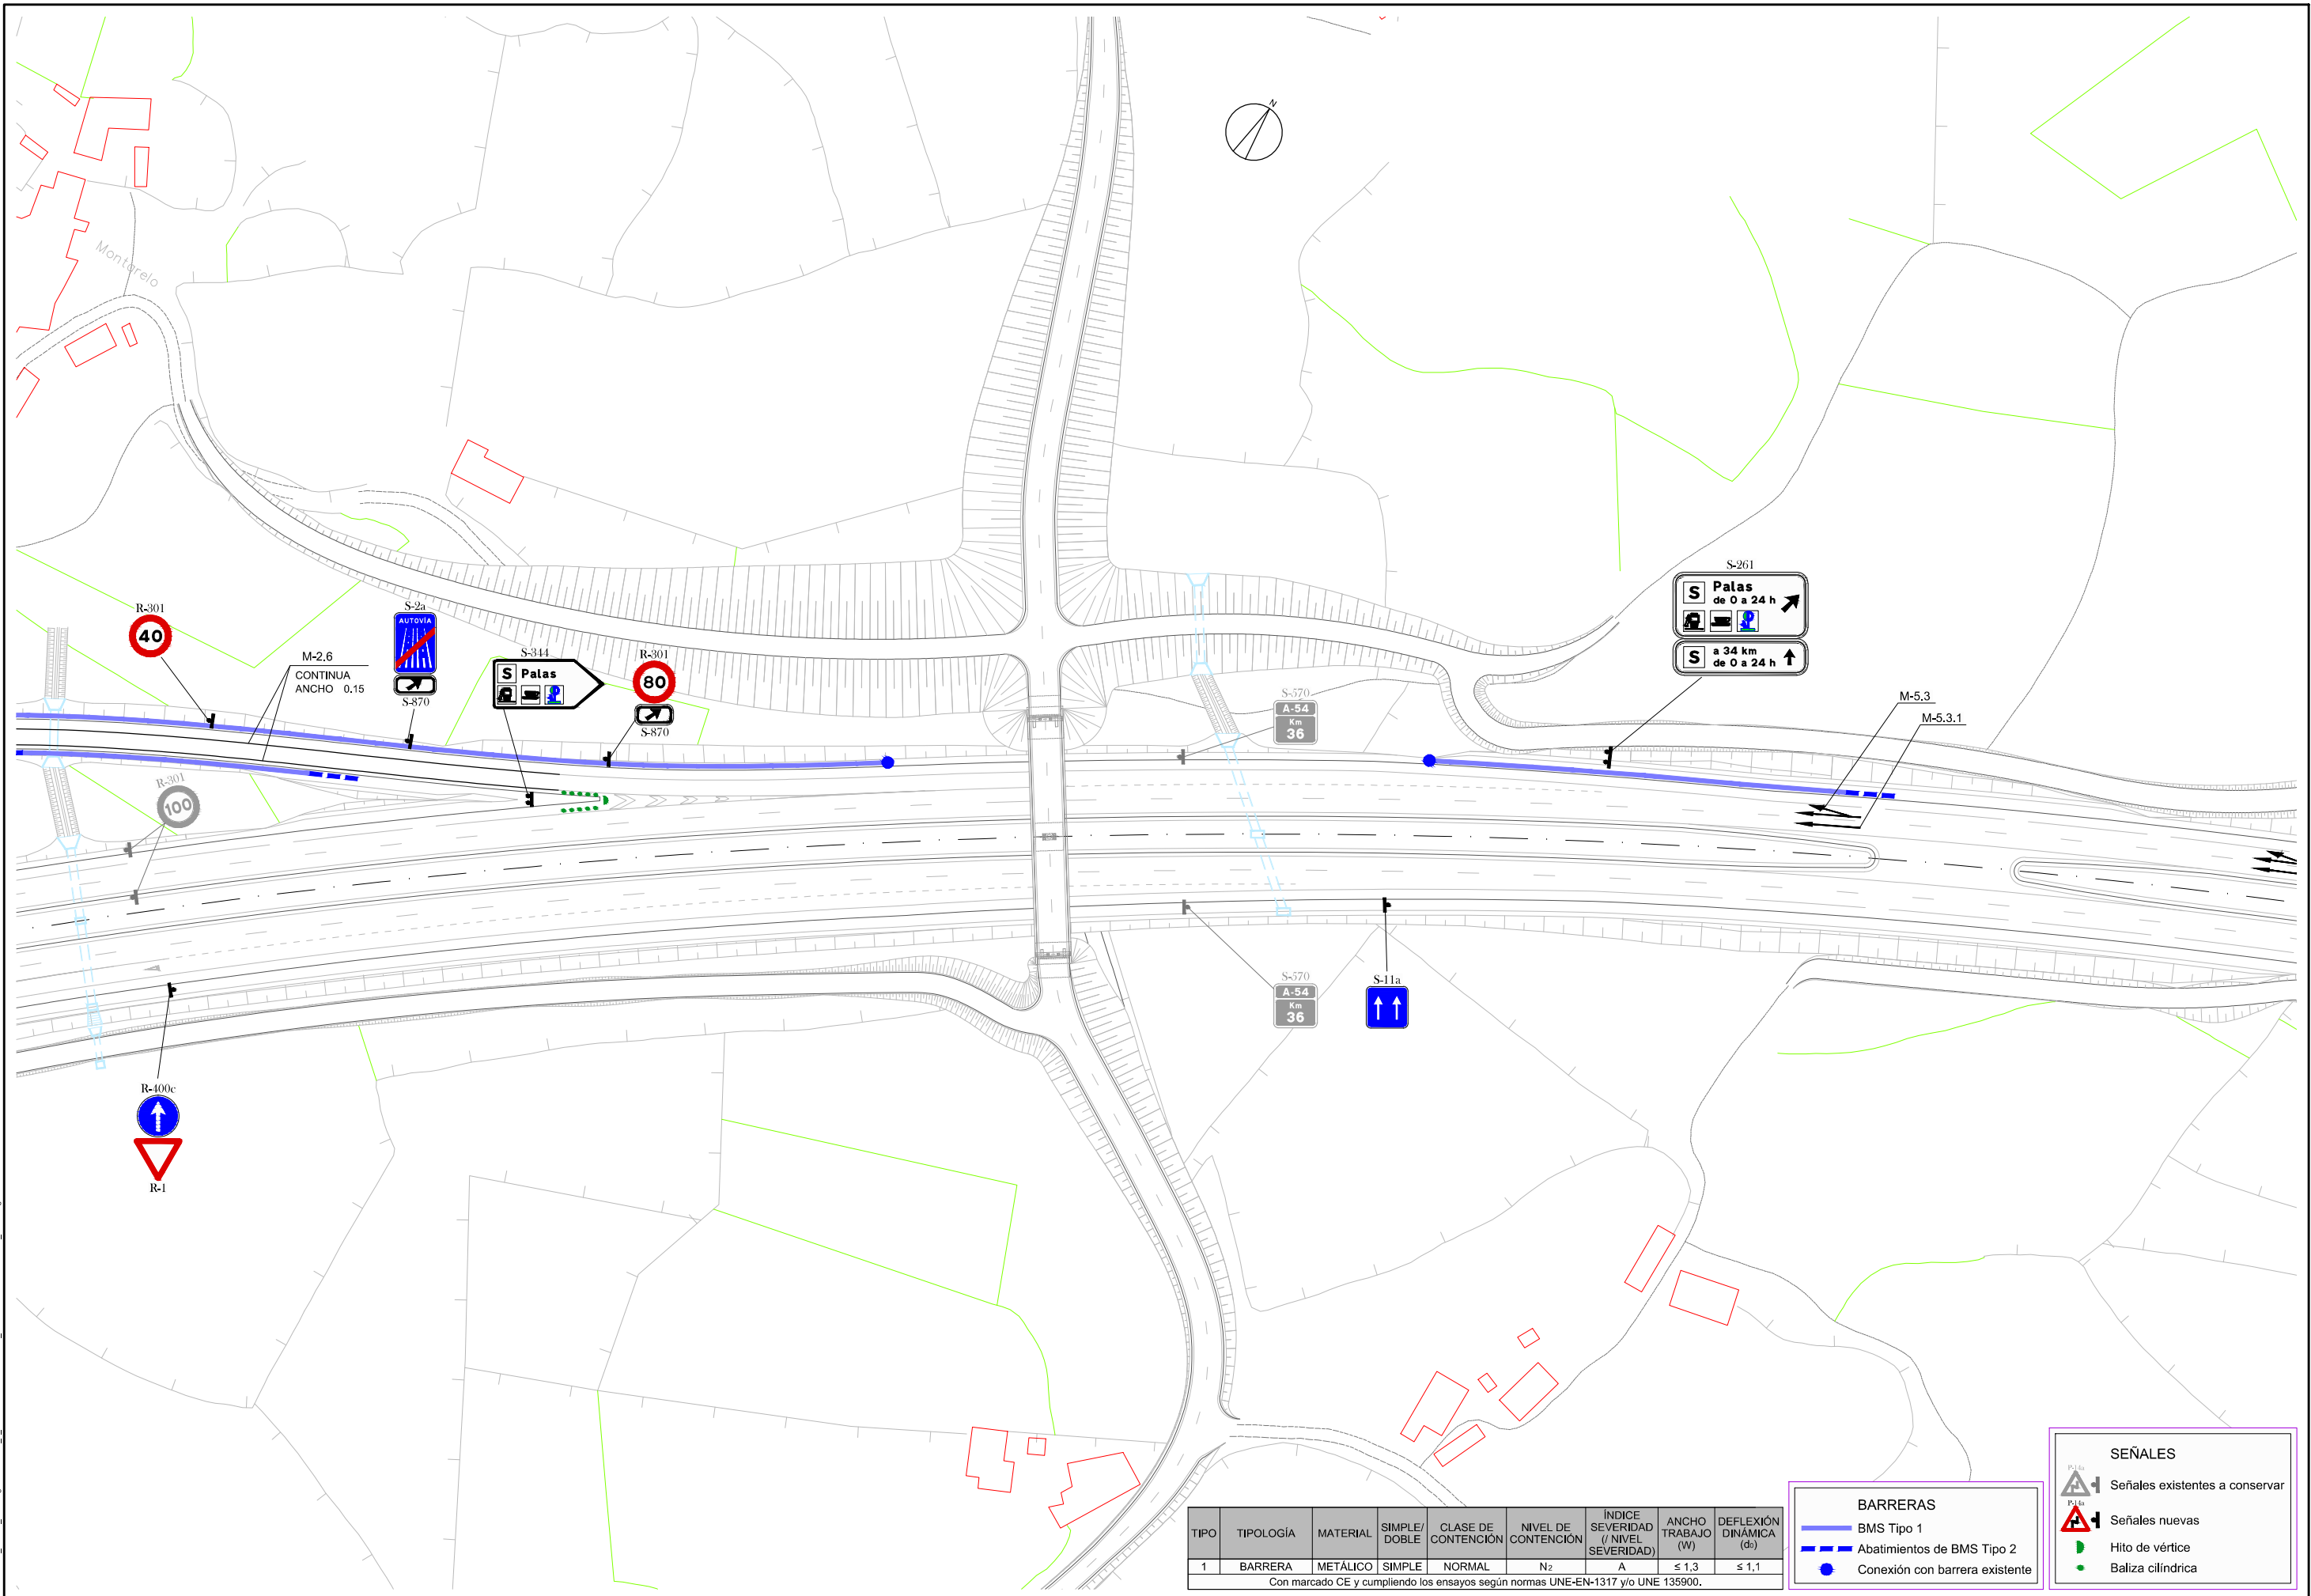 N
Montarelo
R-301
40
S-2a
AUTOVÍA
S-870
M-2.6
CONTINUA
ANCHO 0.15
S-344
S Palas
R-301
80
S-870
S-261
S Palas
de 0 a 24 h
S a 34 km
de 0 a 24 h
S-570
A-54
Km
36
M-5.3
M-5.3.1
R-301
100
S-570
A-54
Km
36
S-11a
R-400c
R-1
TIPO TIPOLOGÍA MATERIAL SIMPLE/ DOBLE CLASE DE CONTENCIÓN NIVEL DE CONTENCIÓN ÍNDICE SEVERIDAD (/ NIVEL SEVERIDAD) ANCHO TRABAJO (W) DEFLEXIÓN DINÁMICA (d₀)
1 BARRERA METÁLICO SIMPLE NORMAL N2 A ≤ 1,3 ≤ 1,1
Con marcado CE y cumpliendo los ensayos según normas UNE-EN-1317 y/o UNE 135900.
BARRERAS
BMS Tipo 1
Abatimientos de BMS Tipo 2
Conexión con barrera existente
SEÑALES
P-14a
Señales existentes a conservar
P-14a
Señales nuevas
Hito de vértice
Baliza cilíndrica